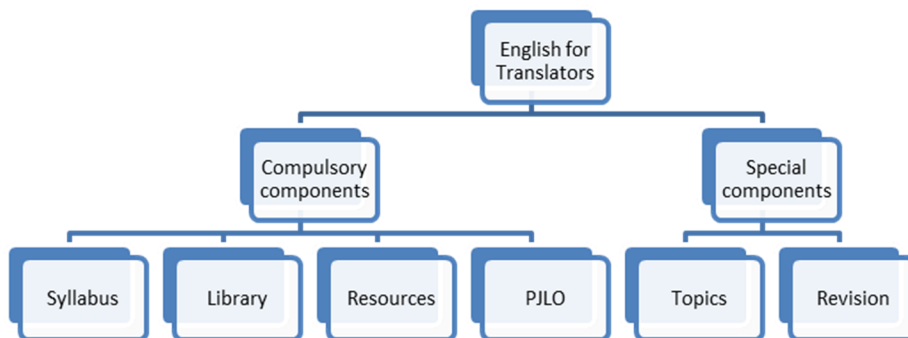 English for
Translators
Compulsory
components
Special
components
Syllabus
Library
Resources
PJLO
Topics
Revision